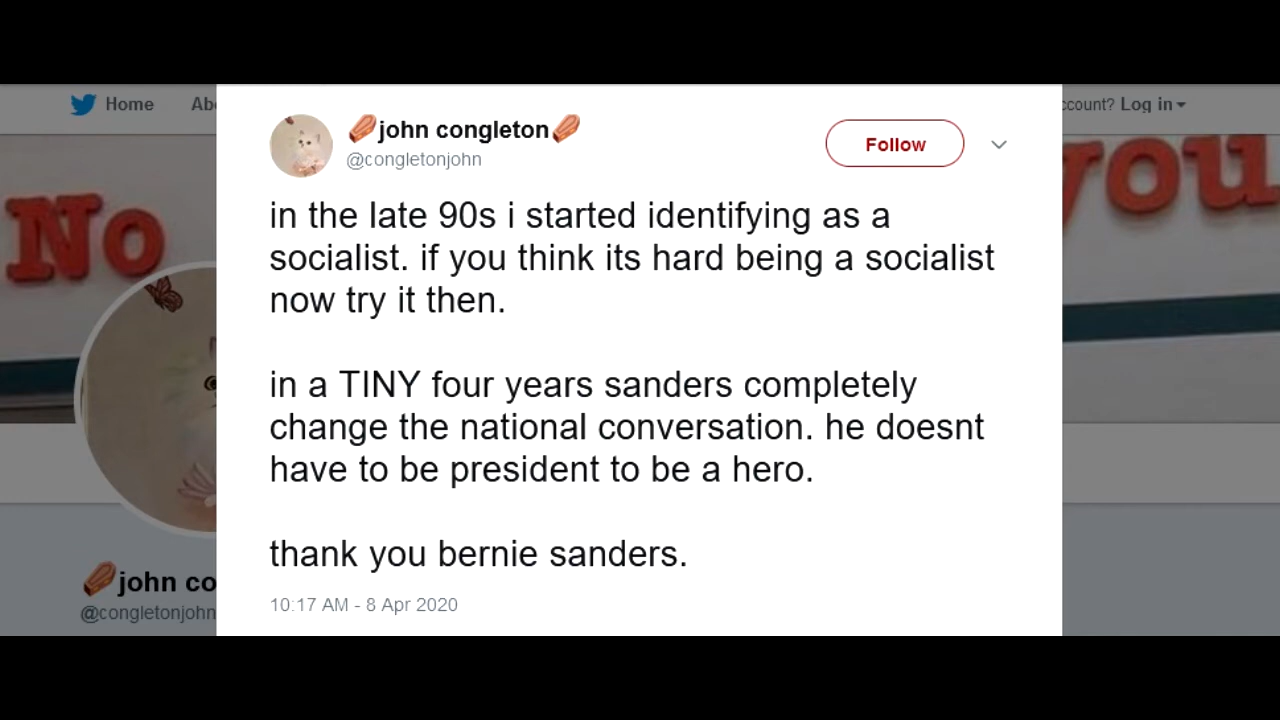 Home Ab
ccount? Log in
No
you
john congleton
@congletonjohn
Follow
in the late 90s i started identifying as a
socialist. if you think its hard being a socialist
now try it then.
in a TINY four years sanders completely
change the national conversation. he doesnt
have to be president to be a hero.
thank you bernie sanders.
10:17 AM - 8 Apr 2020
john co
@congletonjohn